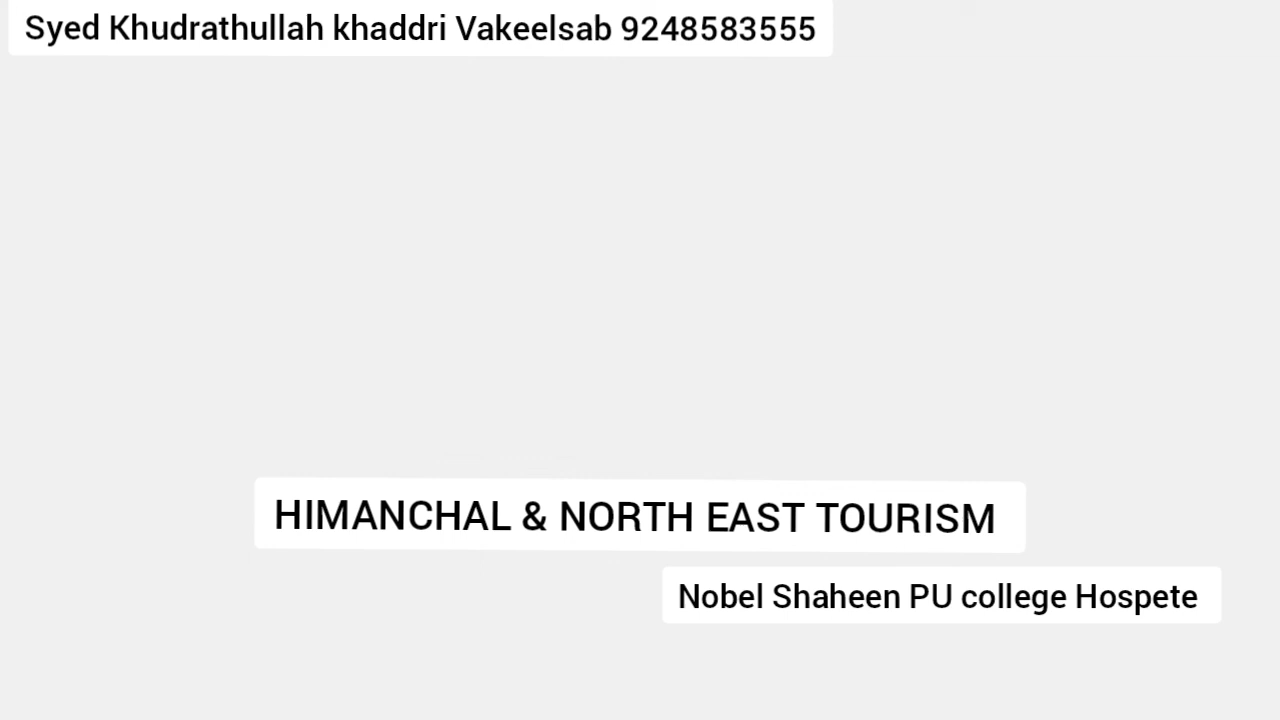 Syed Khudrathullah khaddri Vakeelsab 9248583555
HIMANCHAL & NORTH EAST TOURISM
Nobel Shaheen PU college Hospete